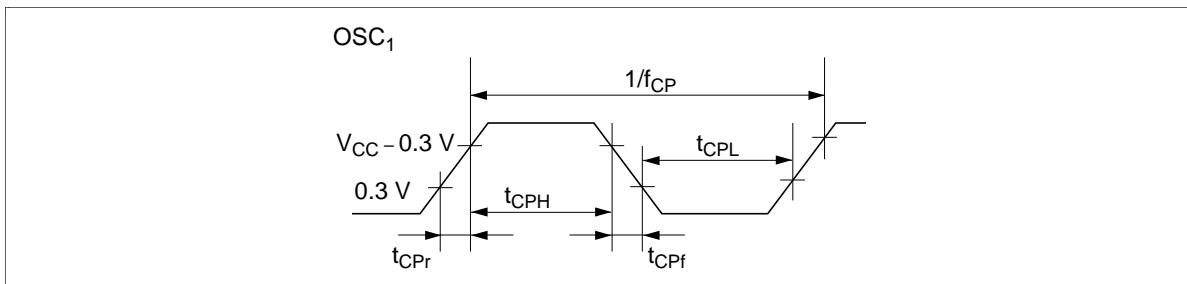 OSC1
1/fCP
VCC – 0.3 V
tCPL
0.3 V
tCPH
tCPr
tCPf